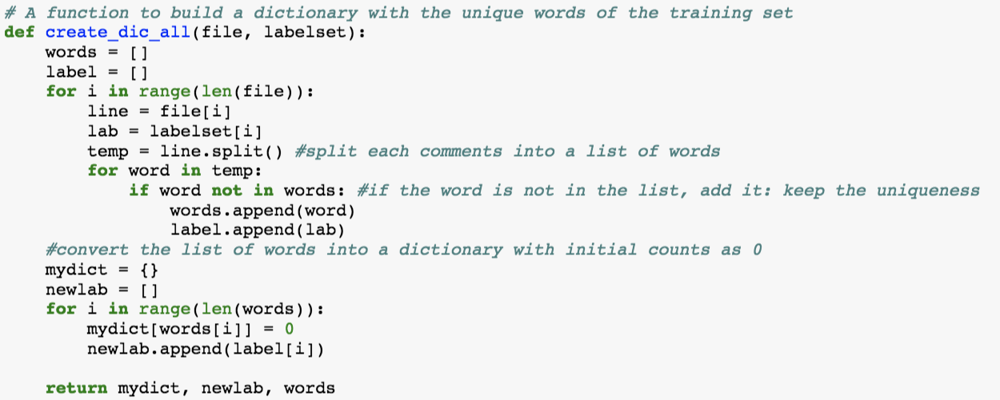 # A function to build a dictionary with the unique words of the training set
def create_dic_all(file, labelset):
    words = []
    label = []
    for i in range(len(file)):
        line = file[i]
        lab = labelset[i]
        temp = line.split() #split each comments into a list of words
        for word in temp:
            if word not in words: #if the word is not in the list, add it: keep the uniqueness
                words.append(word)
                label.append(lab)
    #convert the list of words into a dictionary with initial counts as 0
    mydict = {}
    newlab = []
    for i in range(len(words)):
        mydict[words[i]] = 0
        newlab.append(label[i])

    return mydict, newlab, words